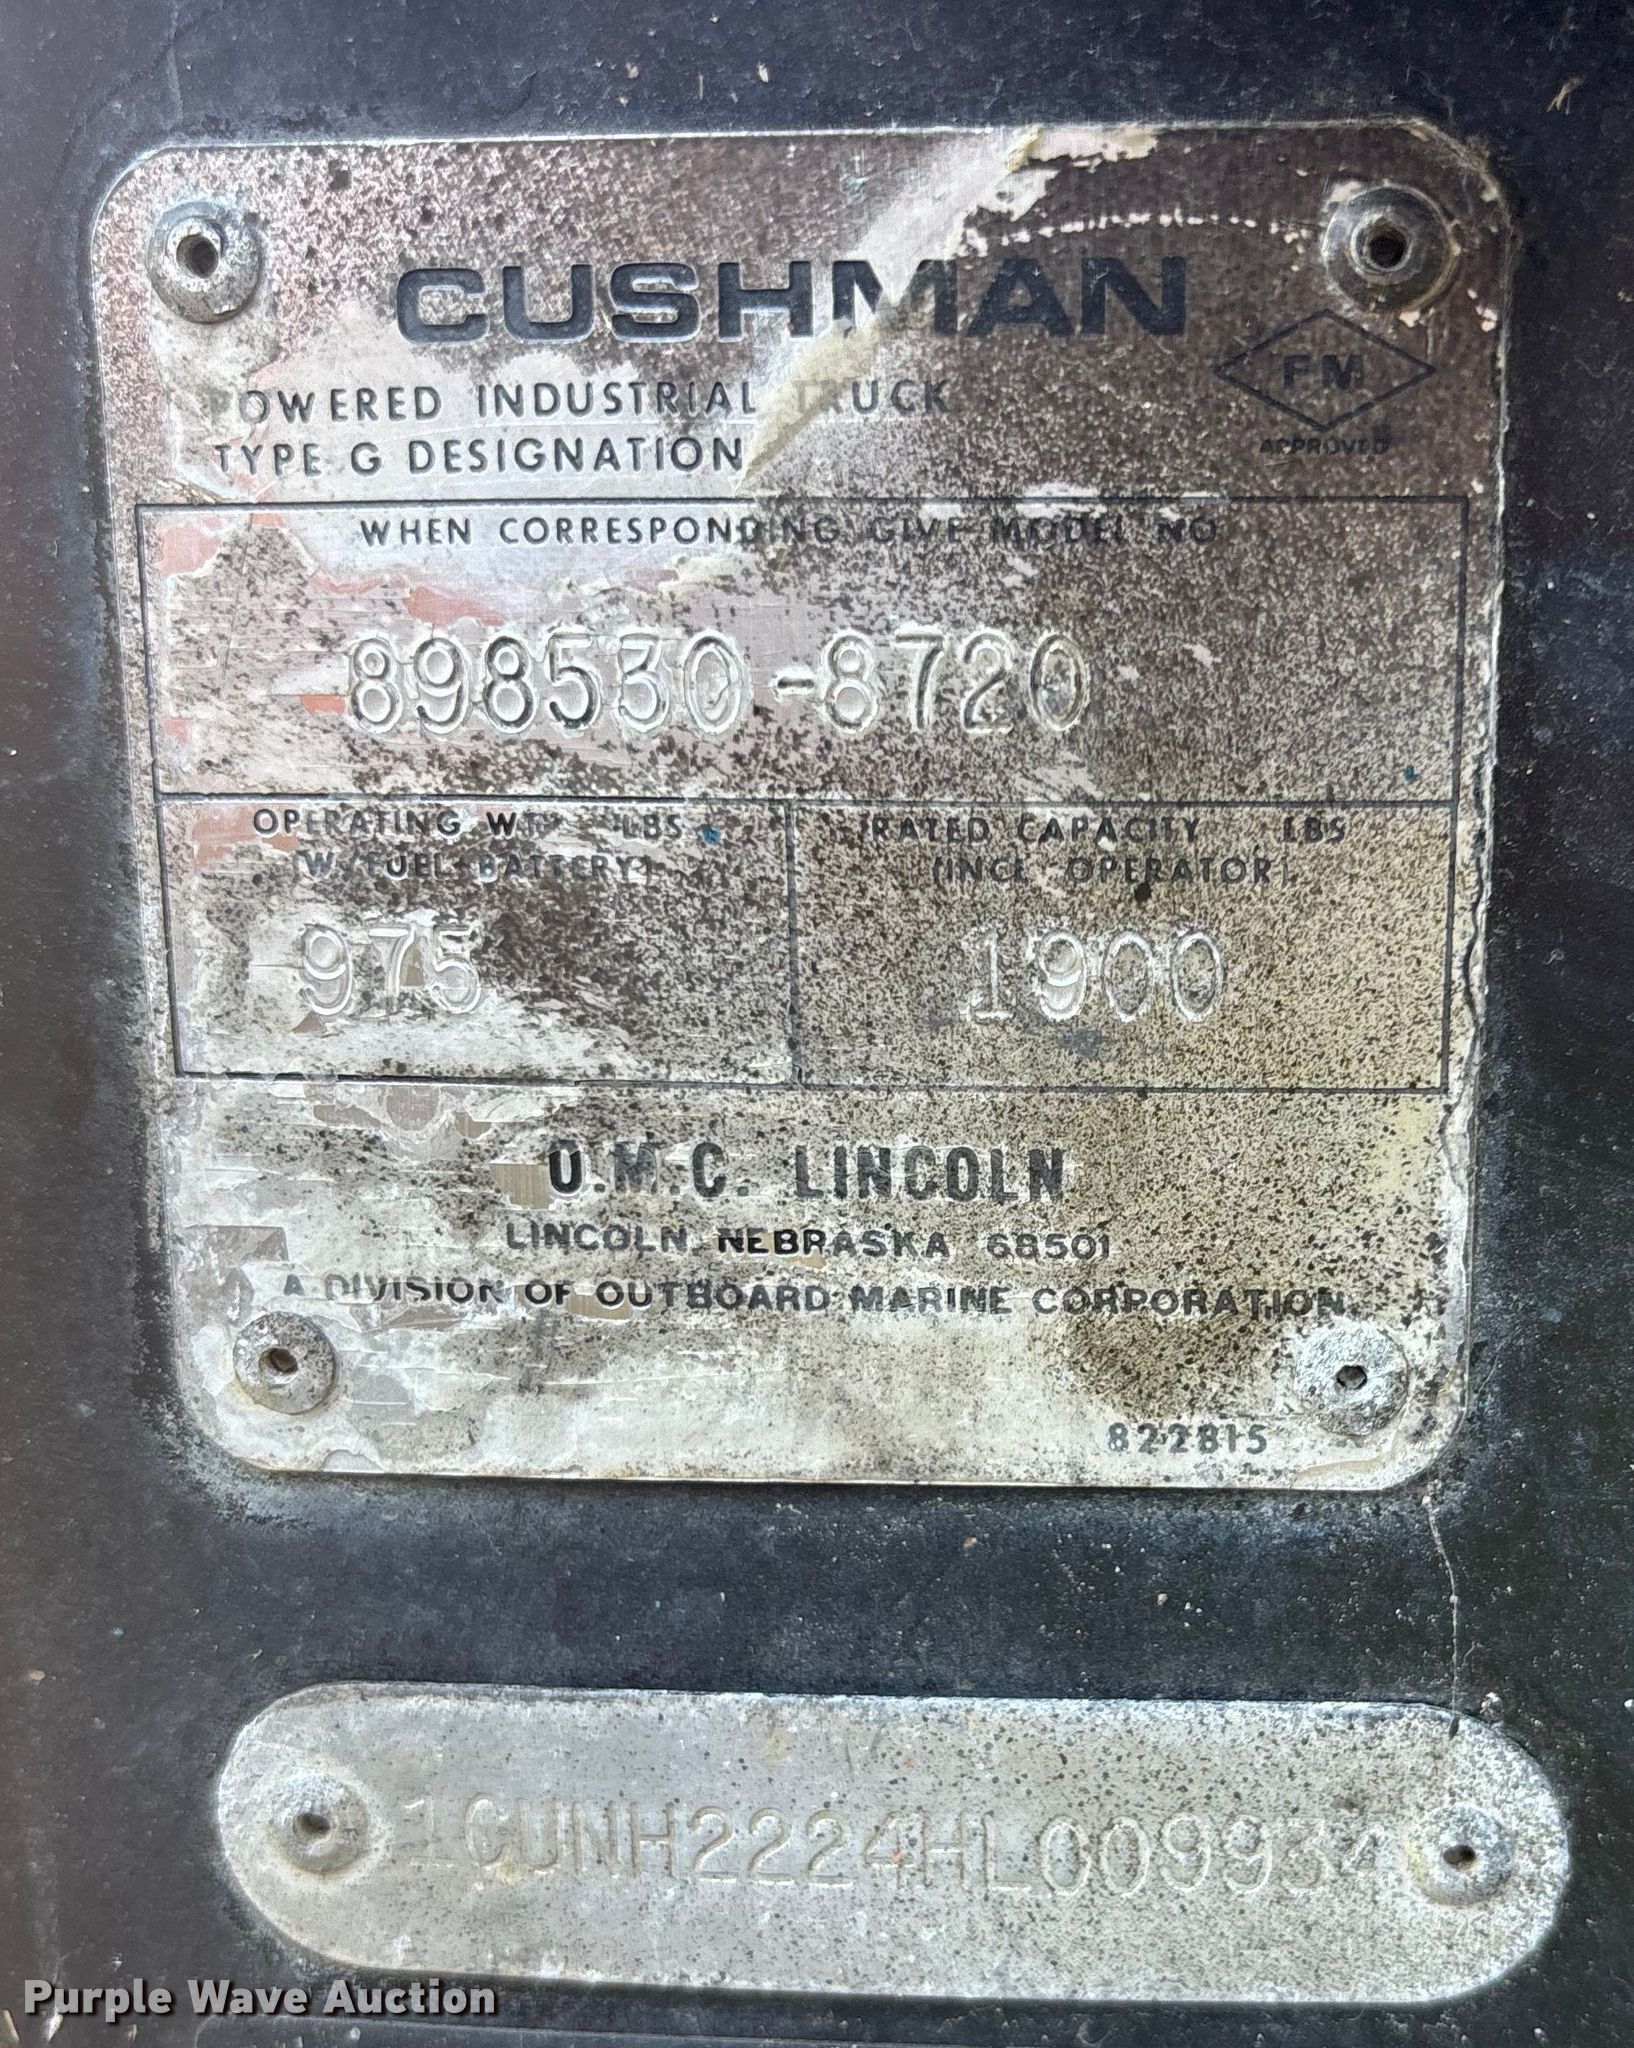 CUSHMAN
POWERED INDUSTRIAL TRUCK
TYPE G DESIGNATION
FM
APPROVED
WHEN CORRESPONDING GIVE MODEL NO
898530-8720
OPERATING WT LBS
(W/FUEL-BATTERY)
975
RATED CAPACITY LBS
(INCL OPERATOR)
1900
O.M.C. LINCOLN
LINCOLN, NEBRASKA 68501
A DIVISION OF OUTBOARD MARINE CORPORATION
822815
1CUNH2224HL009934
Purple Wave Auction